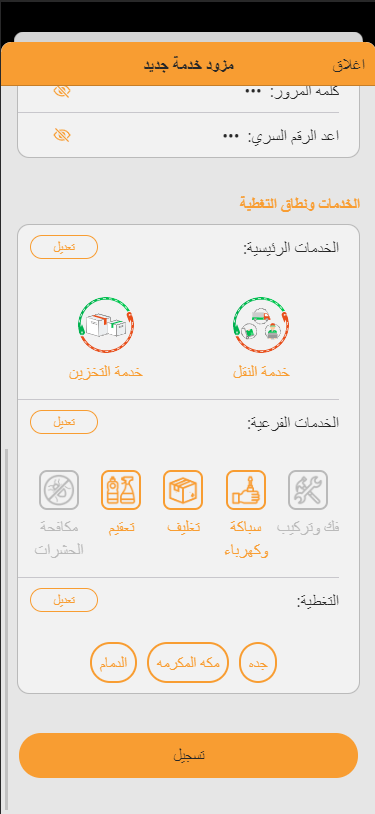 اغلاق
مزود خدمة جديد
كلمة المرور: •••
اعد الرقم السري: •••
الخدمات ونطاق التغطية
الخدمات الرئيسية:
تعديل
خدمة النقل
خدمة التخزين
الخدمات الفرعية:
تعديل
فك وتركيب
سباكة
وكهرباء
تغليف
تعقيم
مكافحة
الحشرات
التغطية:
تعديل
جده
مكه المكرمه
الدمام
تسجيل